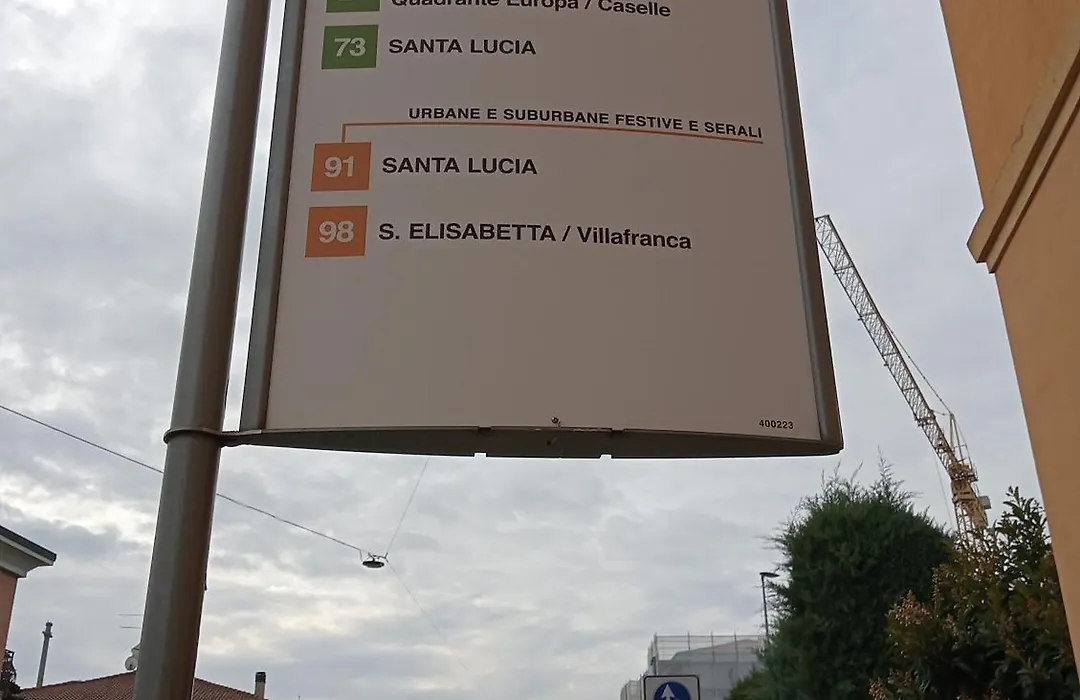 Quadrante Europa / Caselle
73 SANTA LUCIA
URBANE E SUBURBANE FESTIVE E SERALI
91 SANTA LUCIA
98 S. ELISABETTA / Villafranca
400223